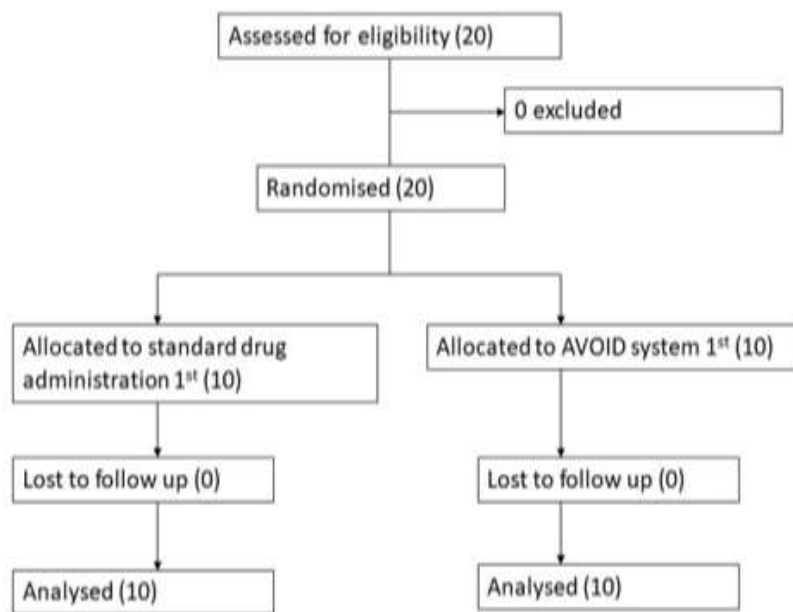 Assessed for eligibility (20)
0 excluded
Randomised (20)
Allocated to standard drug
administration 1st (10)
Allocated to AVOID system 1st (10)
Lost to follow up (0)
Lost to follow up (0)
Analysed (10)
Analysed (10)